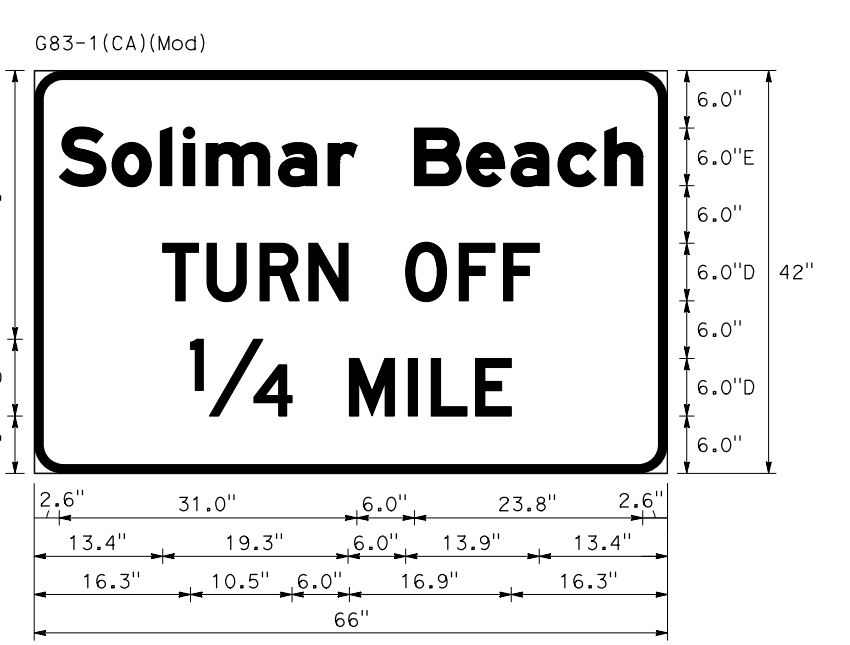 G83-1(CA)(Mod)
Solimar Beach
TURN OFF
1/4 MILE
6.0"
6.0"E
6.0"
6.0"D
42"
6.0"
6.0"D
6.0"
2.6" 31.0" 6.0" 23.8" 2.6"
13.4" 19.3" 6.0" 13.9" 13.4"
16.3" 10.5" 6.0" 16.9" 16.3"
66"